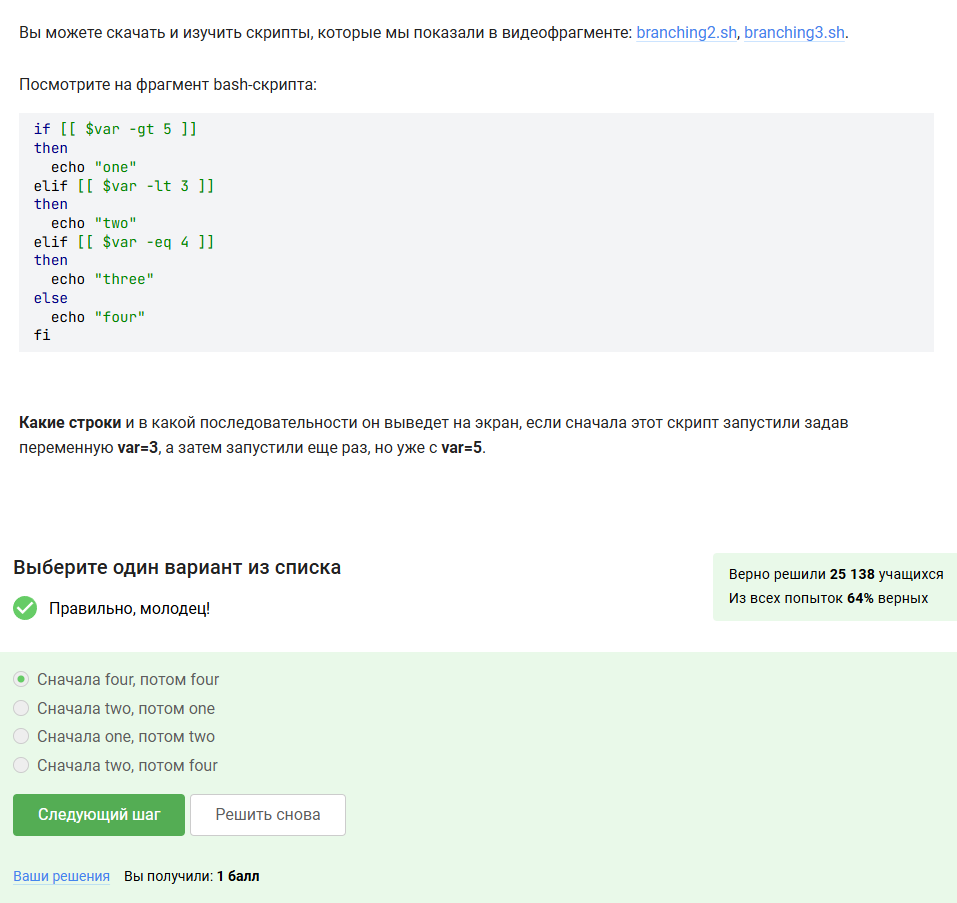 Вы можете скачать и изучить скрипты, которые мы показали в видеофрагменте: branching2.sh, branching3.sh.
Посмотрите на фрагмент bash-скрипта:
if [[ $var -gt 5 ]]
then
  echo "one"
elif [[ $var -lt 3 ]]
then
  echo "two"
elif [[ $var -eq 4 ]]
then
  echo "three"
else
  echo "four"
fi
Какие строки и в какой последовательности он выведет на экран, если сначала этот скрипт запустили задав
переменную var=3, а затем запустили еще раз, но уже с var=5.
Выберите один вариант из списка
Правильно, молодец!
Верно решили 25 138 учащихся
Из всех попыток 64% верных
Сначала four, потом four
Сначала two, потом one
Сначала one, потом two
Сначала two, потом four
Следующий шаг
Решить снова
Ваши решения Вы получили: 1 балл